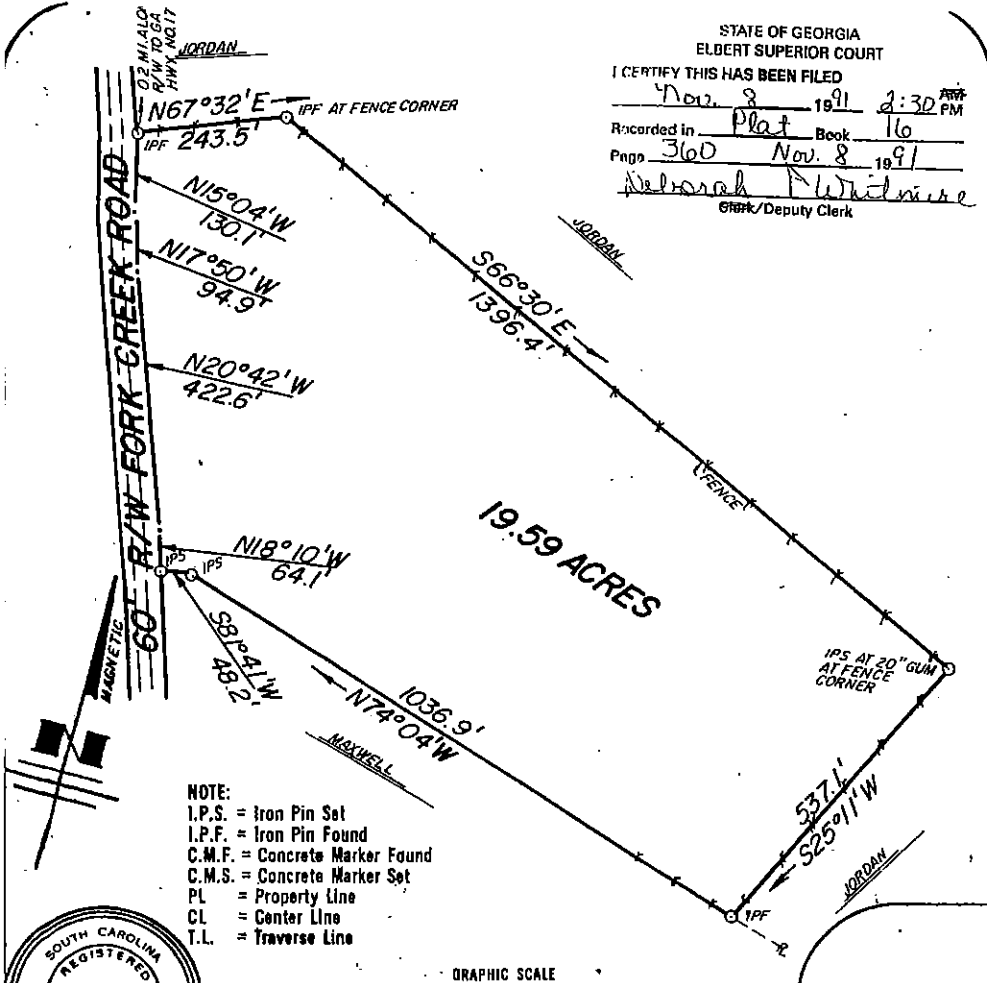 STATE OF GEORGIA
ELBERT SUPERIOR COURT
I CERTIFY THIS HAS BEEN FILED
Nov. 8 1991 2:30 PM
Recorded in Plat Book 16
Page 360 Nov. 8 1991
Deborah Whitmire
Clerk/Deputy Clerk
0.2 MI. ALO
R/W TO GA
HWY. NO. 17
JORDAN
N67°32'E
243.5'
IPF
IPF AT FENCE CORNER
N15°04'W
130.1'
N17°50'W
94.9'
N20°42'W
422.6'
60' R/W FORK CREEK ROAD
JORDAN
S66°30'E
1396.4'
(FENCE)
19.59 ACRES
N18°10'W
64.1'
IPS
IPS
S81°41'W
48.2'
MAGNETIC
N
1036.9'
N74°04'W
MAXWELL
IPS AT 20" GUM
AT FENCE
CORNER
537.1'
S25°11'W
JORDAN
IPF
PL
NOTE:
I.P.S. = Iron Pin Set
I.P.F. = Iron Pin Found
C.M.F. = Concrete Marker Found
C.M.S. = Concrete Marker Set
PL = Property Line
CL = Center Line
T.L. = Traverse Line
SOUTH CAROLINA
REGISTERED
GRAPHIC SCALE